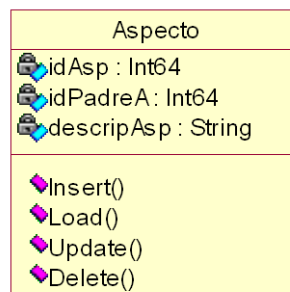 Aspecto
idAsp : Int64
idPadreA : Int64
descripAsp : String
Insert()
Load()
Update()
Delete()